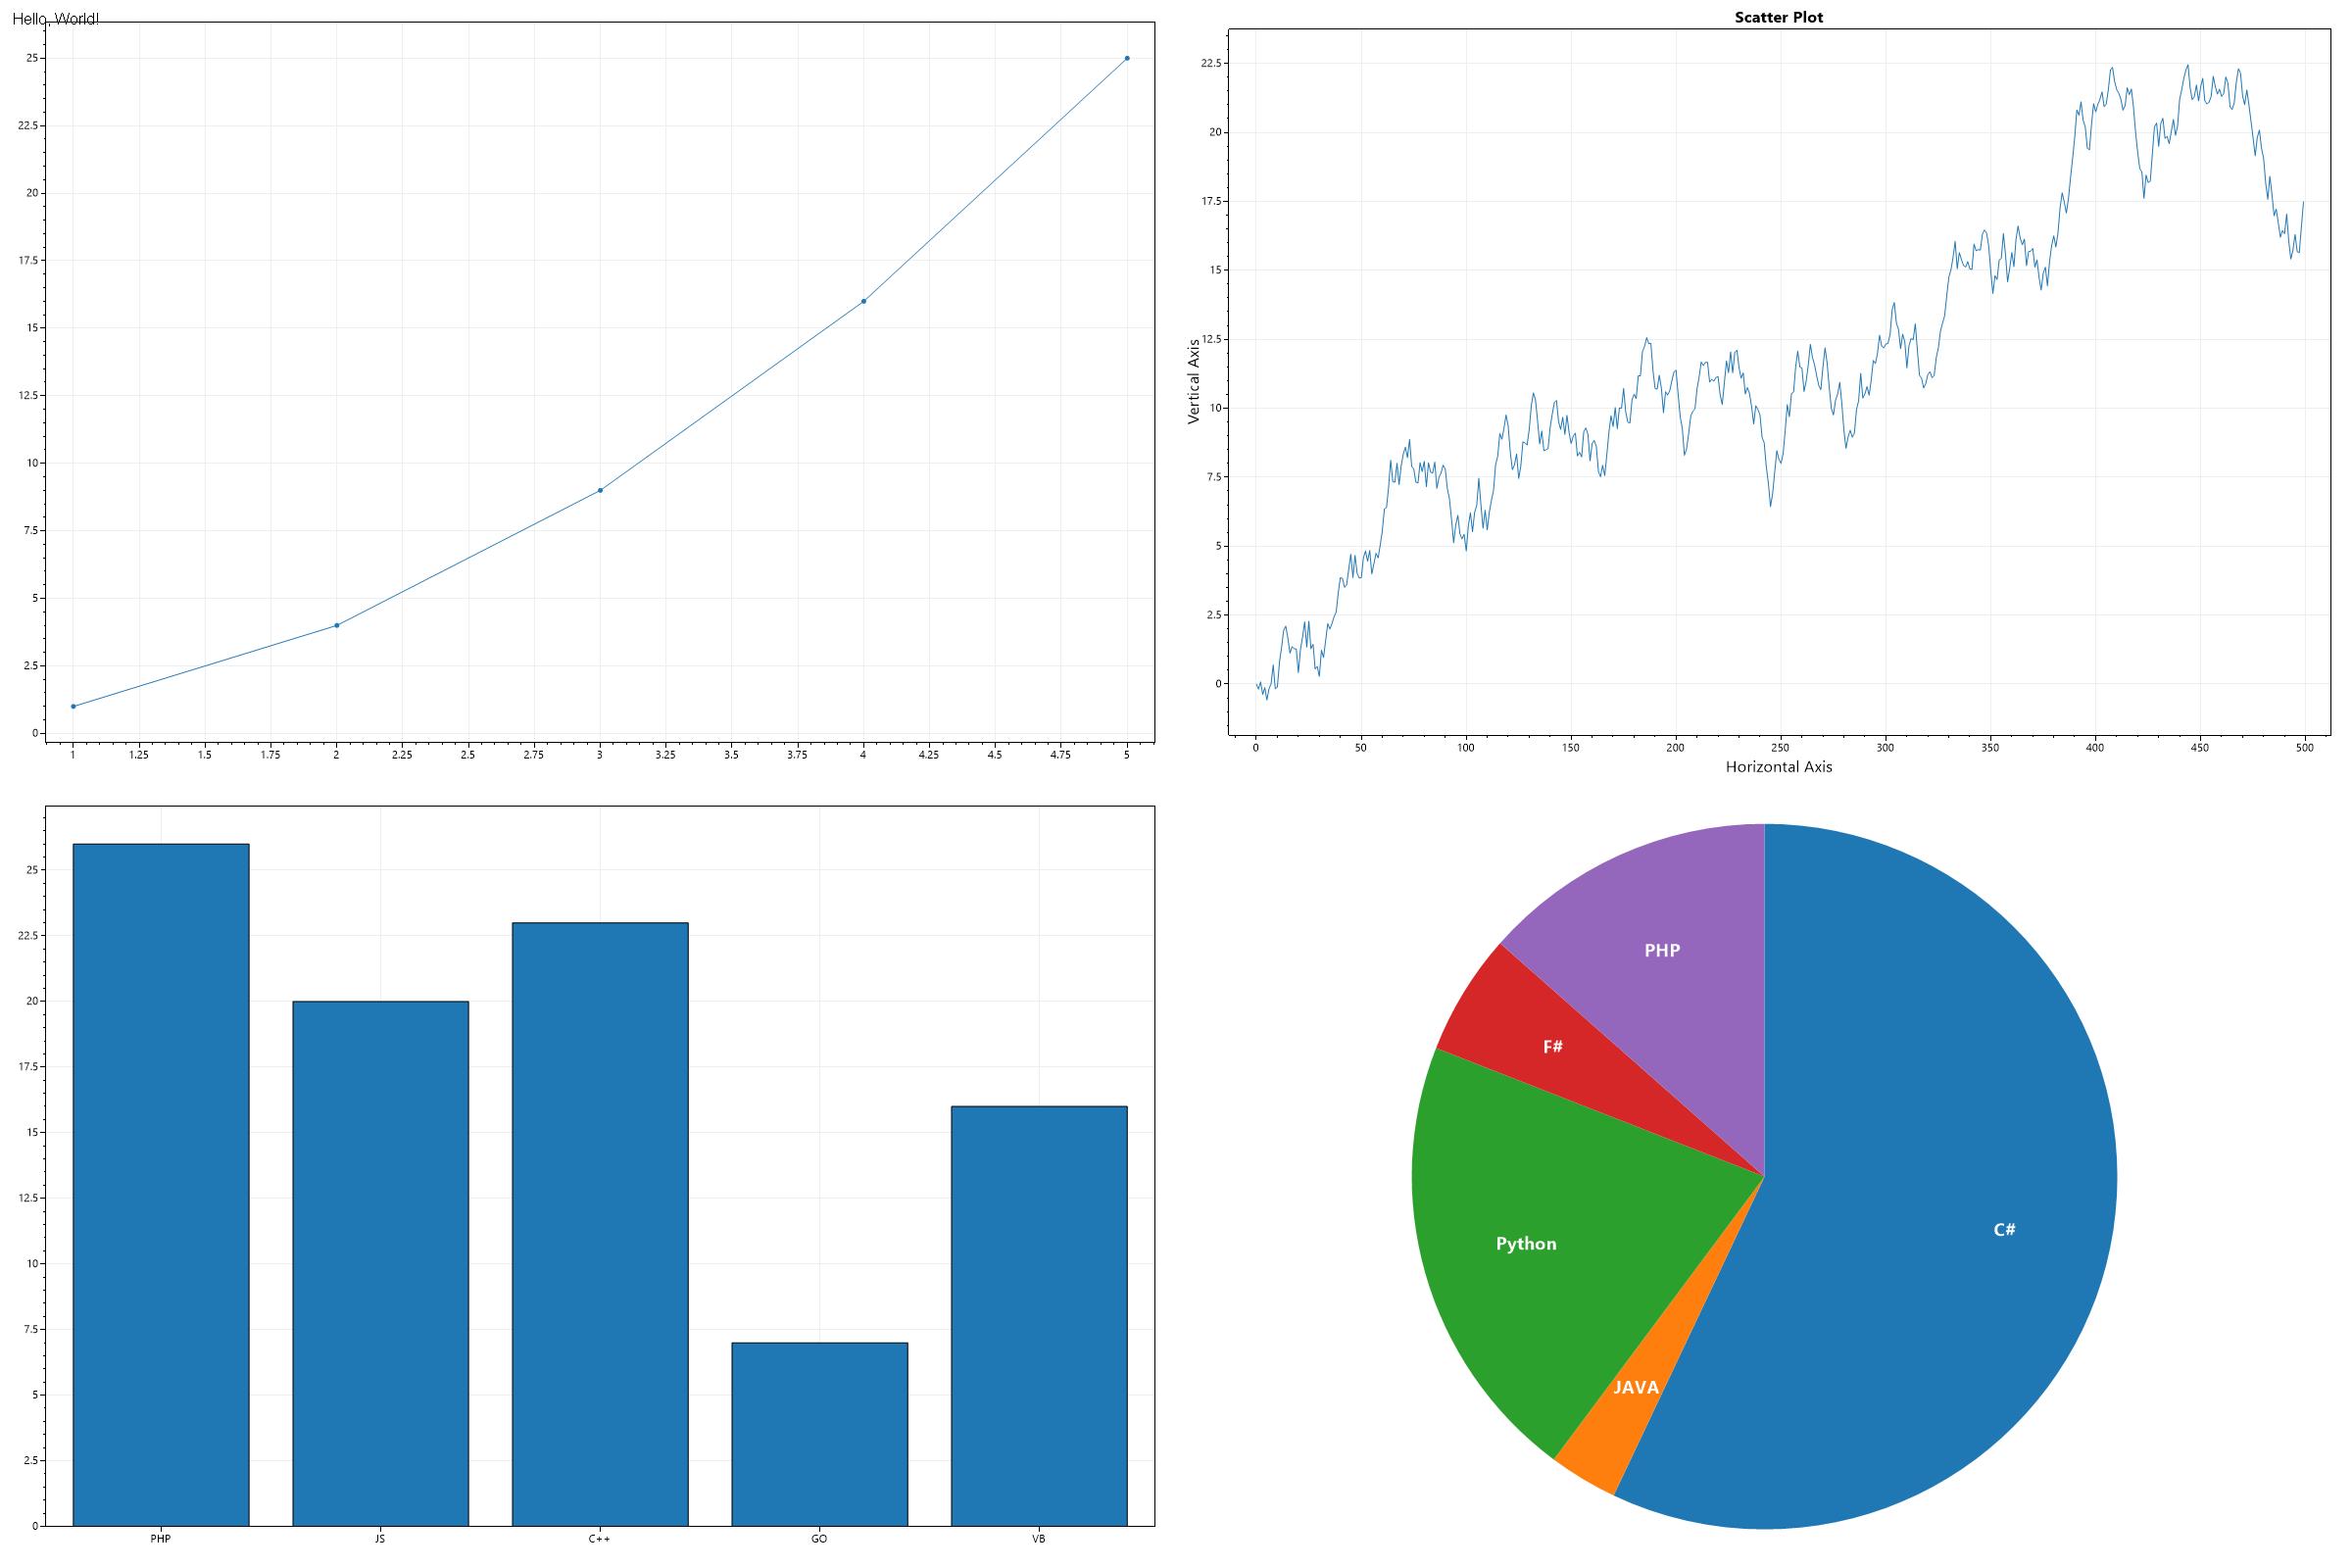 Hello, World!
25
22.5
20
17.5
15
12.5
10
7.5
5
2.5
0
1 1.25 1.5 1.75 2 2.25 2.5 2.75 3 3.25 3.5 3.75 4 4.25 4.5 4.75 5
Scatter Plot
Vertical Axis
22.5
20
17.5
15
12.5
10
7.5
5
2.5
0
0 50 100 150 200 250 300 350 400 450 500
Horizontal Axis
25
22.5
20
17.5
15
12.5
10
7.5
5
2.5
0
PHP JS C++ GO VB
PHP
F#
C#
Python
JAVA